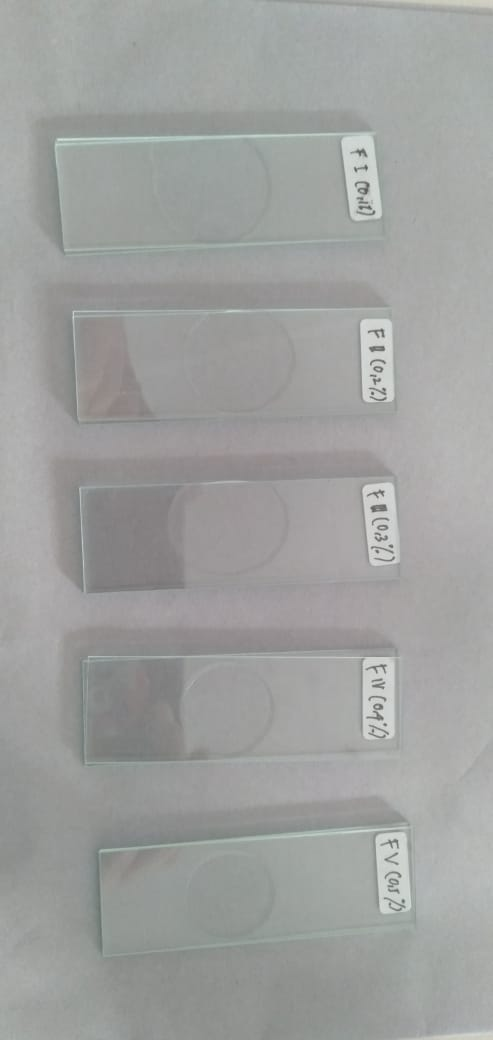 F I (0,1%)
F II (0,2%)
F III (0,3%)
F IV (0,4%)
F V (0,5%)